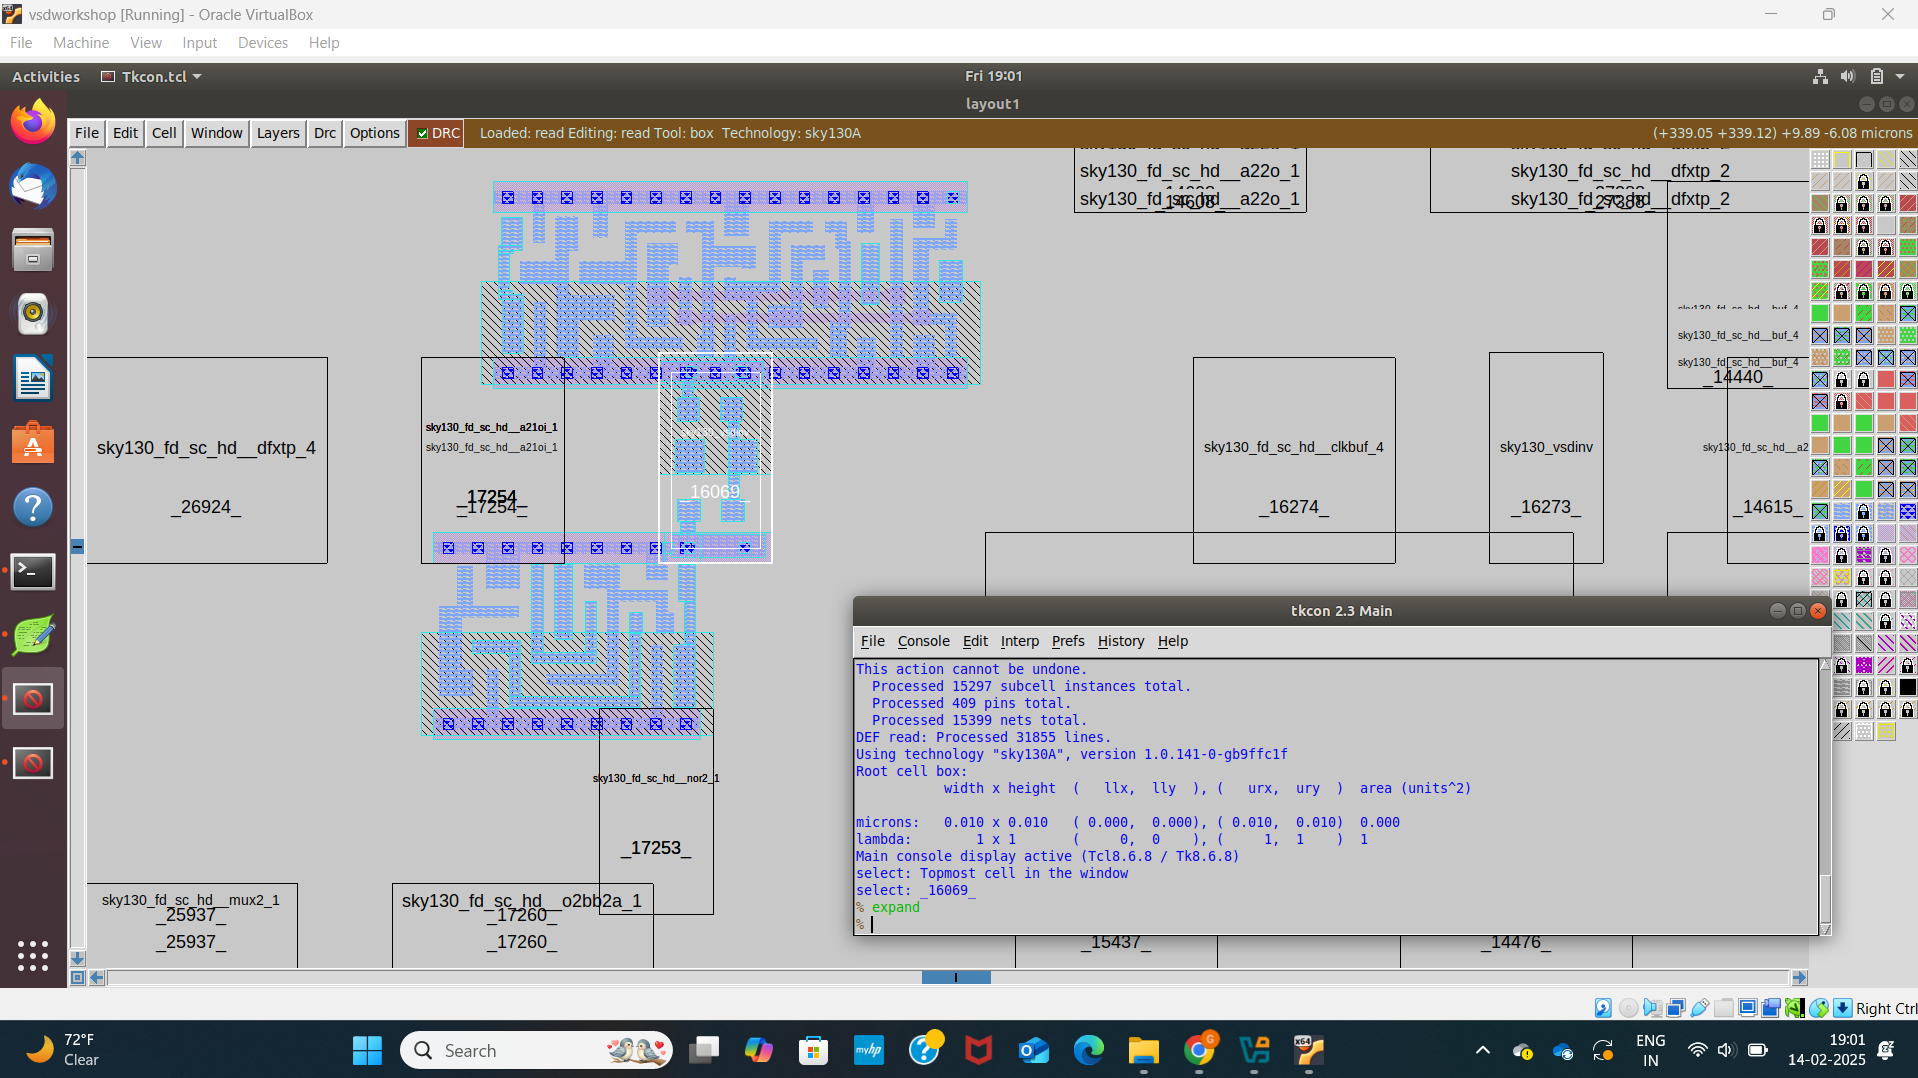 vsdworkshop [Running] - Oracle VirtualBox
File Machine View Input Devices Help
Activities Tkcon.tcl Fri 19:01
layout1
File Edit Cell Window Layers Drc Options DRC Loaded: read Editing: read Tool: box Technology: sky130A (+339.05 +339.12) +9.89 -6.08 microns
sky130_fd_sc_hd__a22o_1
sky130_fd_sc_hd__dfxtp_2
sky130_fd_sc_hd__a22o_1
_14608_
sky130_fd_sc_hd__dfxtp_2
_27388_
sky130_fd_sc_hd__buf_4
sky130_fd_sc_hd__buf_4
sky130_fd_sc_hd__buf_4
_14440_
sky130_fd_sc_hd__dfxtp_4
_26924_
sky130_fd_sc_hd__a21oi_1
sky130_fd_sc_hd__a21oi_1
_17254_
_17254_
_16069_
sky130_fd_sc_hd__clkbuf_4
_16274_
sky130_vsdinv
_16273_
sky130_fd_sc_hd__a2
_14615_
sky130_fd_sc_hd__nor2_1
_17253_
sky130_fd_sc_hd__mux2_1
_25937_
_25937_
sky130_fd_sc_hd__o2bb2a_1
_17260_
_17260_
_15437_
_14476_
tkcon 2.3 Main
File Console Edit Interp Prefs History Help
This action cannot be undone.
Processed 15297 subcell instances total.
Processed 409 pins total.
Processed 15399 nets total.
DEF read: Processed 31855 lines.
Using technology "sky130A", version 1.0.141-0-gb9ffc1f
Root cell box:
width x height ( llx, lly ), ( urx, ury ) area (units^2)
microns: 0.010 x 0.010 ( 0.000, 0.000), ( 0.010, 0.010) 0.000
lambda: 1 x 1 ( 0, 0 ), ( 1, 1 ) 1
Main console display active (Tcl8.6.8 / Tk8.6.8)
select: Topmost cell in the window
select: _16069_
% expand
%
Right Ctrl
72°F
Clear
Search
myhp
x64
ENG
IN
19:01
14-02-2025